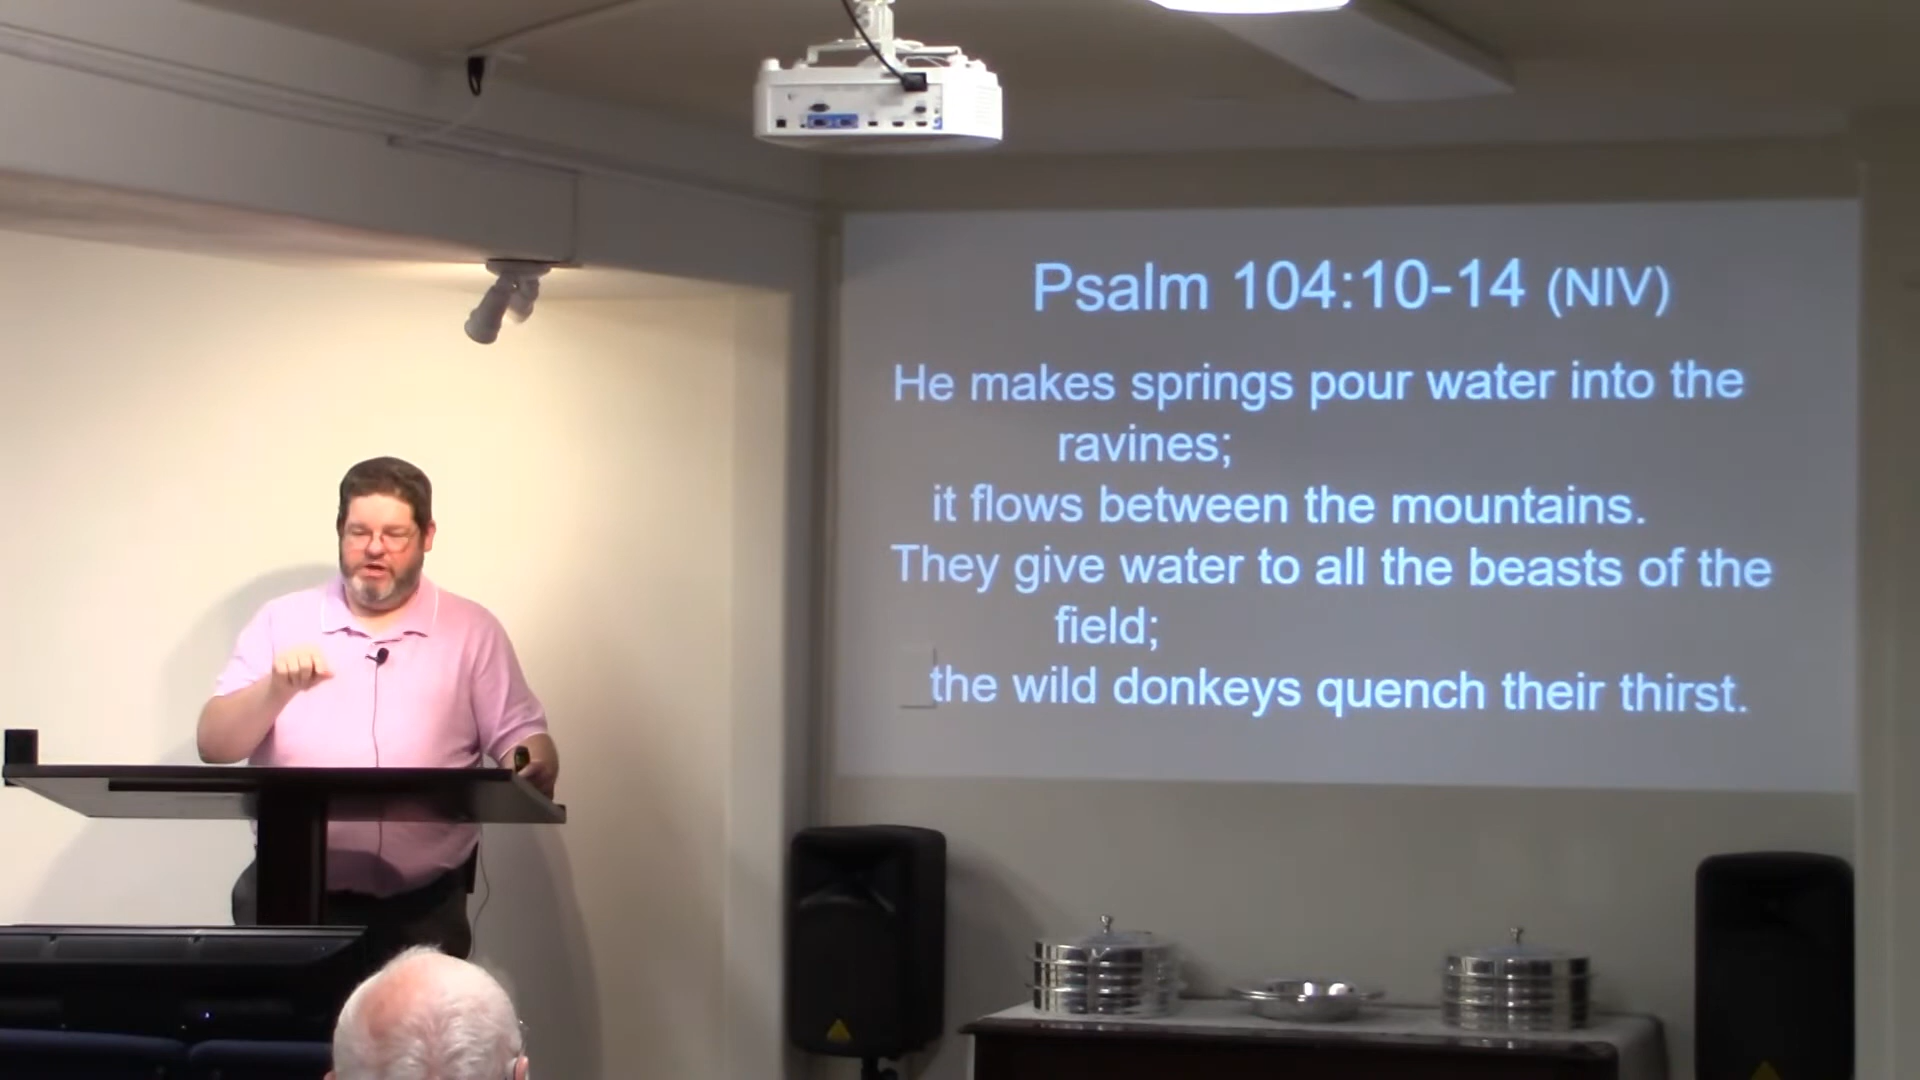 Psalm 104:10-14 (NIV)
He makes springs pour water into the
ravines;
it flows between the mountains.
They give water to all the beasts of the
field;
the wild donkeys quench their thirst.